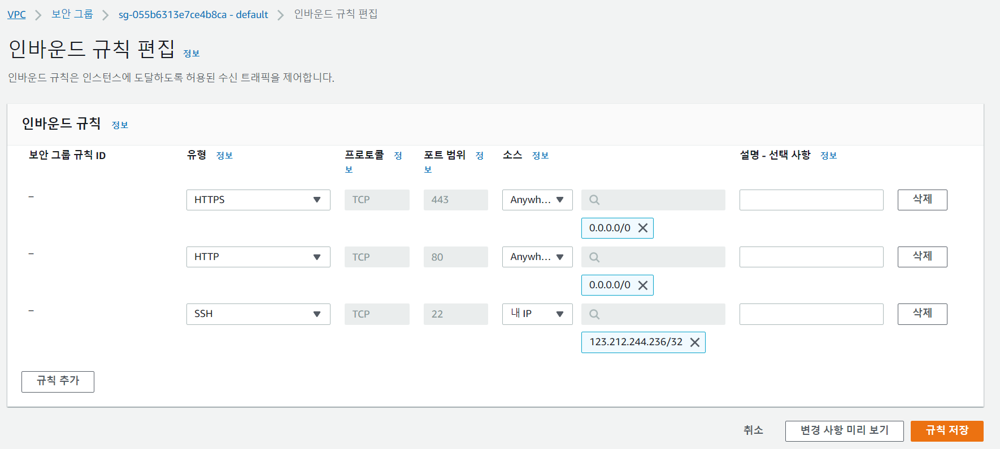 VPC > 보안 그룹 > sg-055b6313e7ce4b8ca - default > 인바운드 규칙 편집
인바운드 규칙 편집 정보
인바운드 규칙은 인스턴스에 도달하도록 허용된 수신 트래픽을 제어합니다.
인바운드 규칙 정보
보안 그룹 규칙 ID 유형 정보 프로토콜 정보 포트 범위 정보 소스 정보 설명 - 선택 사항 정보
– HTTPS TCP 443 Anywh... 삭제
0.0.0.0/0
– HTTP TCP 80 Anywh... 삭제
0.0.0.0/0
– SSH TCP 22 내 IP 삭제
123.212.244.236/32
규칙 추가
취소 변경 사항 미리 보기 규칙 저장